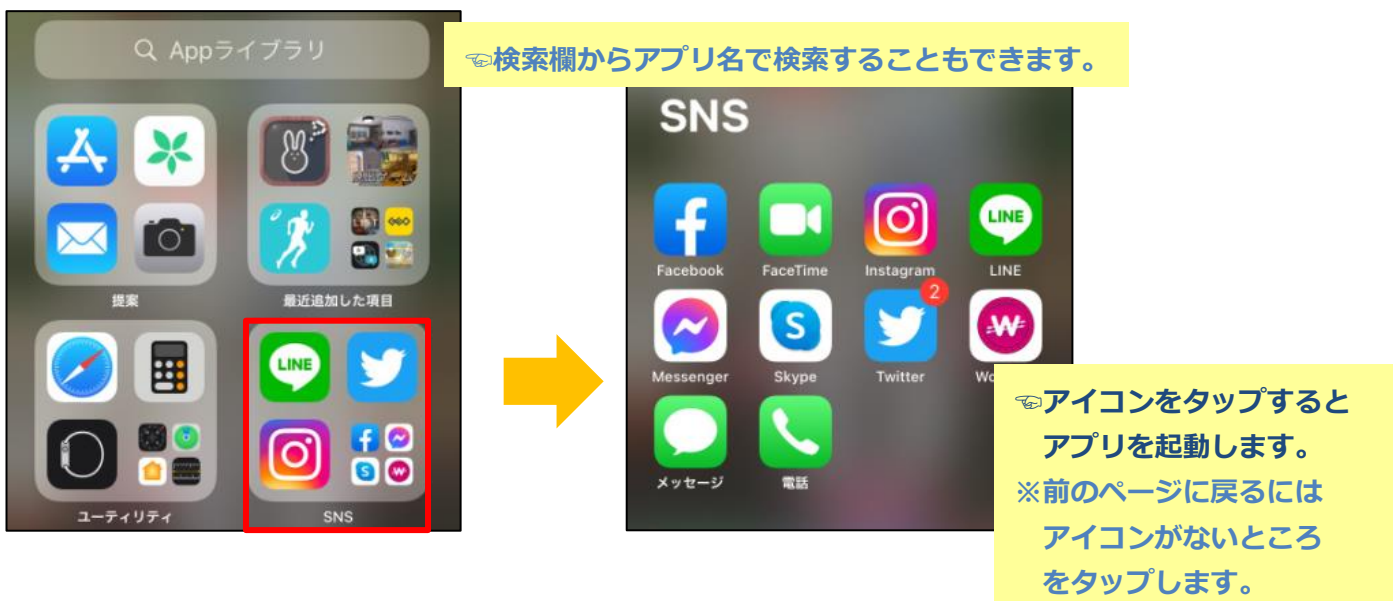 Appライブラリ
☜検索欄からアプリ名で検索することもできます。
提案
最近追加した項目
LINE
ユーティリティ
SNS
SNS
LINE
Facebook
FaceTime
Instagram
LINE
2
Messenger
Skype
Twitter
メッセージ
電話
☜アイコンをタップすると
アプリを起動します。
※前のページに戻るには
アイコンがないところ
をタップします。